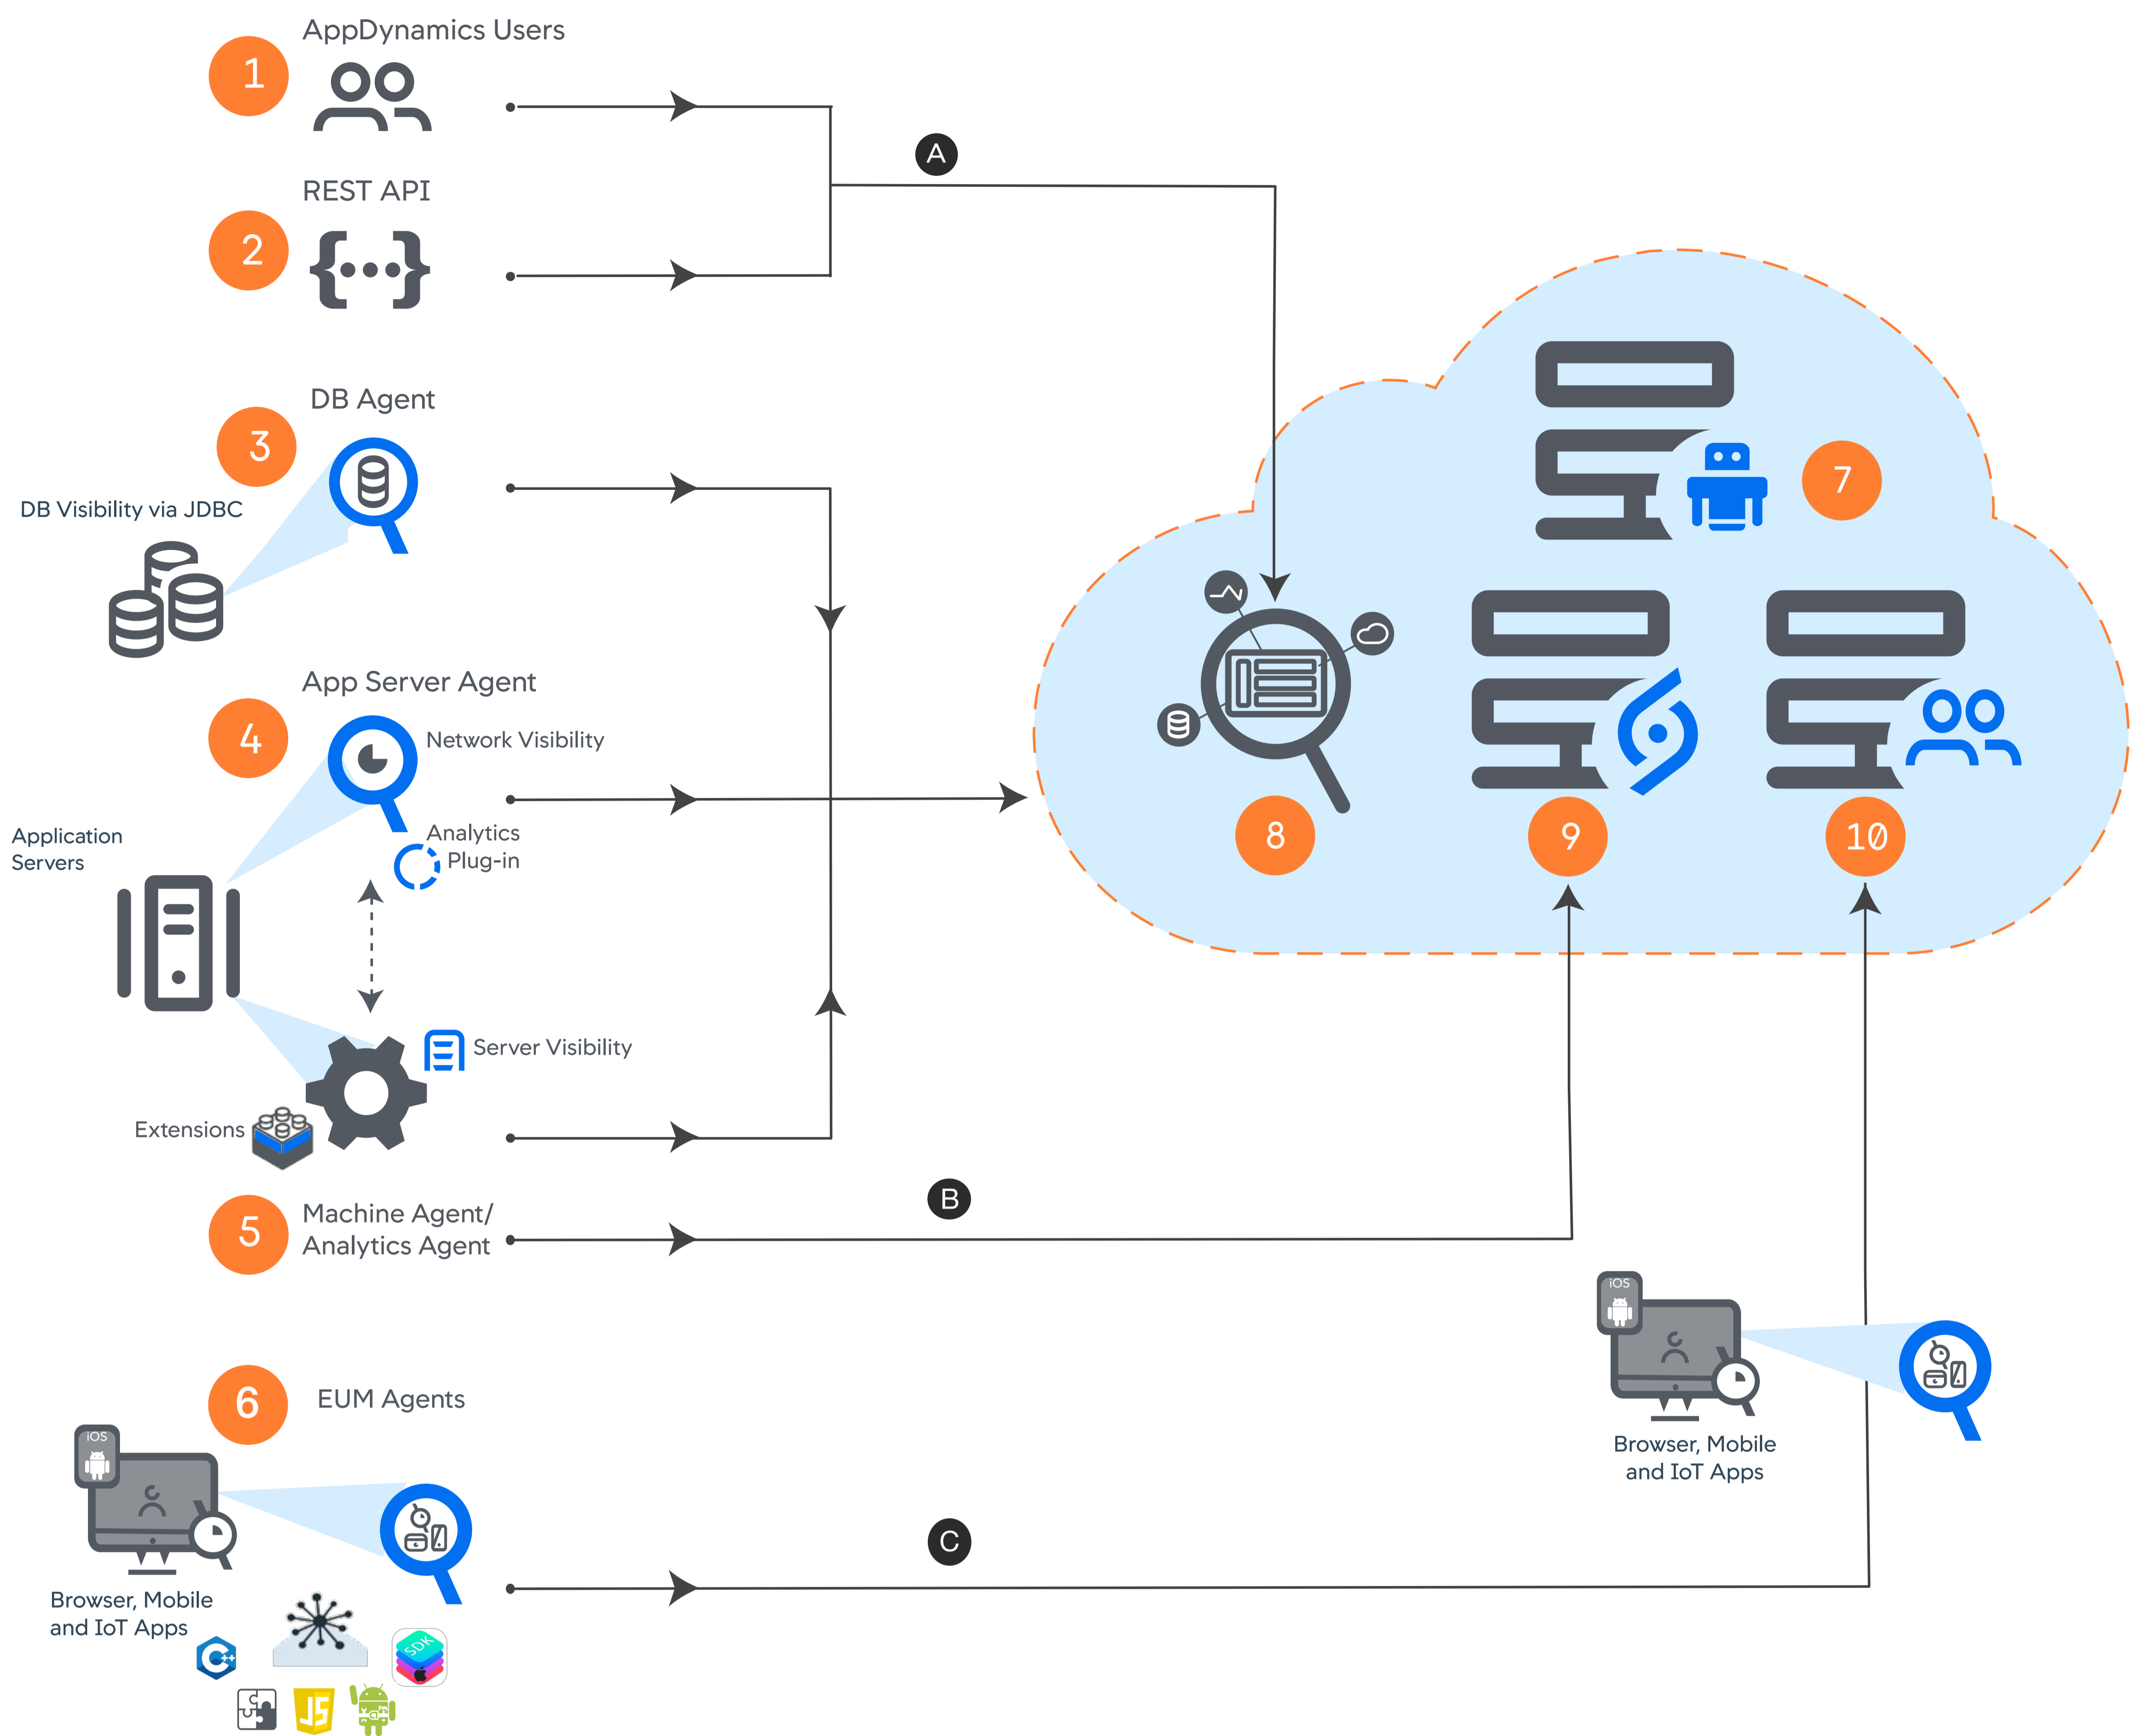 AppDynamics Users
1
A
REST API
2
DB Agent
3
7
DB Visibility via JDBC
App Server Agent
4
Network Visibility
Analytics
Plug-in
Application
Servers
8
9
10
Server Visibility
Extensions
B
Machine Agent/
Analytics Agent
5
iOS
Browser, Mobile
and IoT Apps
6
EUM Agents
iOS
C
Browser, Mobile
and IoT Apps
SDK
C++
JS